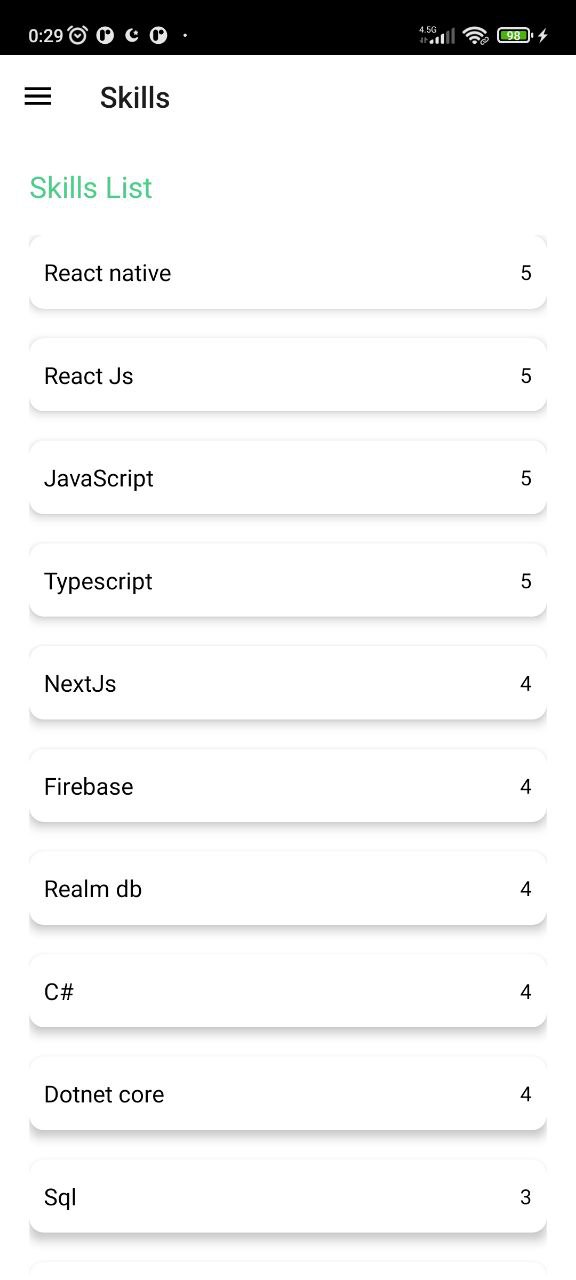 0:29
4.5G
98
Skills
Skills List
React native 5
React Js 5
JavaScript 5
Typescript 5
NextJs 4
Firebase 4
Realm db 4
C# 4
Dotnet core 4
Sql 3